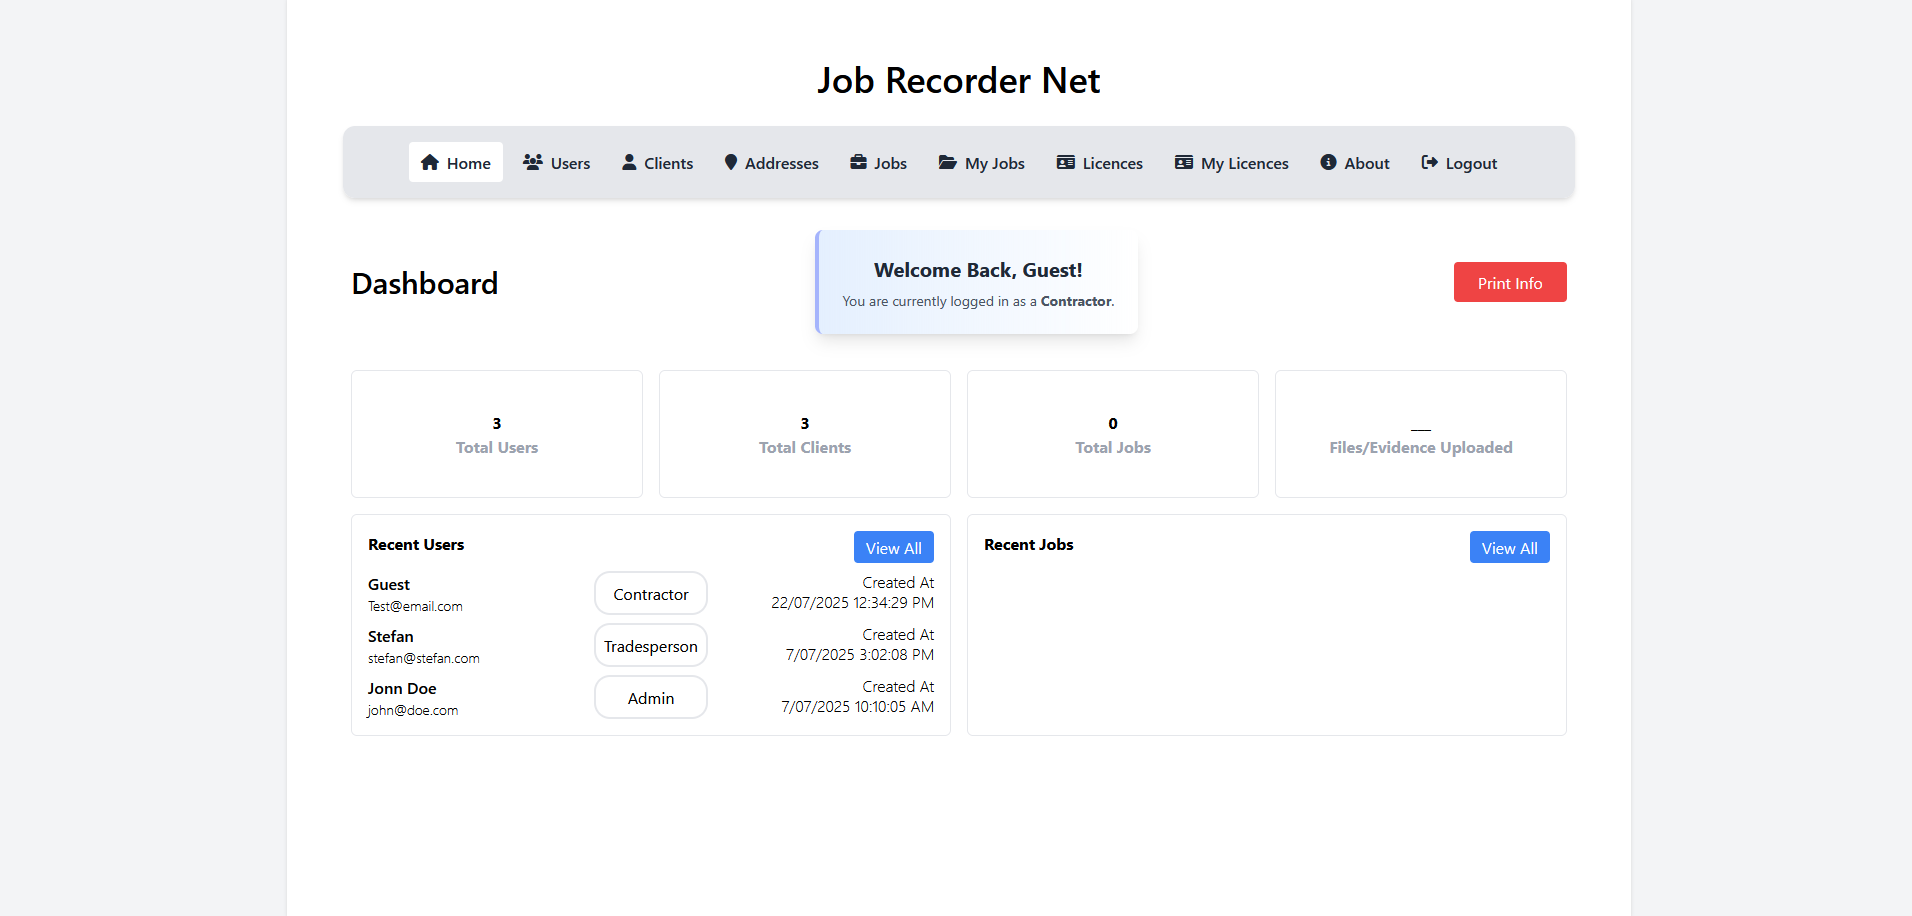 Job Recorder Net
Home Users Clients Addresses Jobs My Jobs Licences My Licences About Logout
Dashboard
Welcome Back, Guest!
You are currently logged in as a Contractor.
Print Info
3
Total Users
3
Total Clients
0
Total Jobs
__
Files/Evidence Uploaded
Recent Users
View All
Guest
Test@email.com
Contractor
Created At
22/07/2025 12:34:29 PM
Stefan
stefan@stefan.com
Tradesperson
Created At
7/07/2025 3:02:08 PM
Jonn Doe
john@doe.com
Admin
Created At
7/07/2025 10:10:05 AM
Recent Jobs
View All